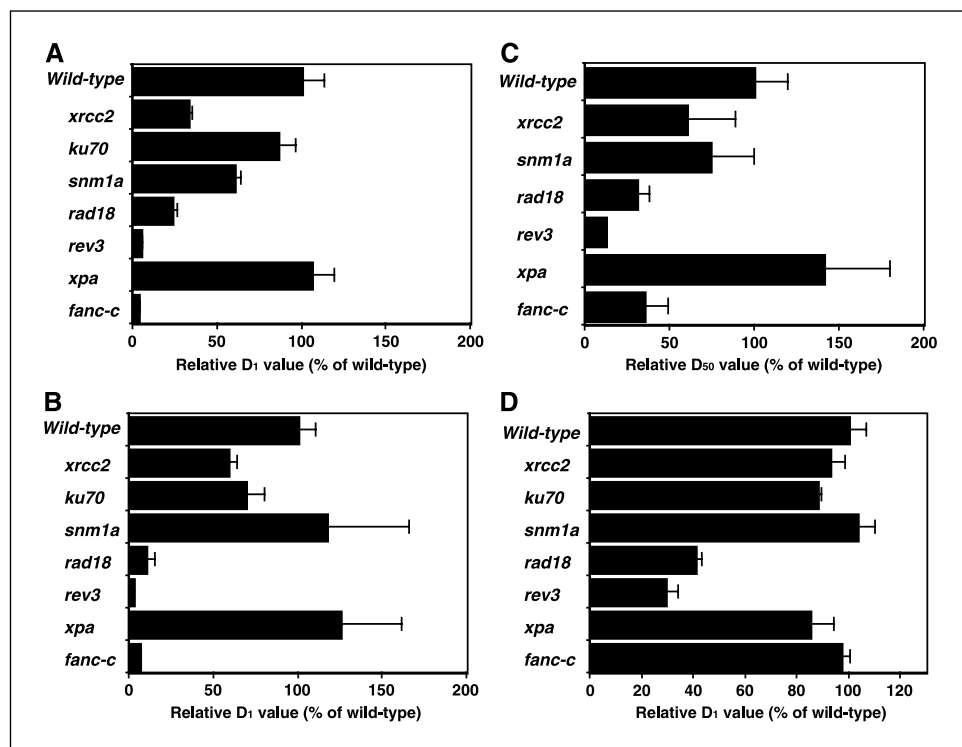 A
Wild-type
xrcc2
ku70
snm1a
rad18
rev3
xpa
fanc-c
0 50 100 150 200
Relative D1 value (% of wild-type)
B
Wild-type
xrcc2
ku70
snm1a
rad18
rev3
xpa
fanc-c
0 50 100 150 200
Relative D1 value (% of wild-type)
C
Wild-type
xrcc2
snm1a
rad18
rev3
xpa
fanc-c
0 50 100 150 200
Relative D50 value (% of wild-type)
D
Wild-type
xrcc2
ku70
snm1a
rad18
rev3
xpa
fanc-c
0 20 40 60 80 100 120
Relative D1 value (% of wild-type)